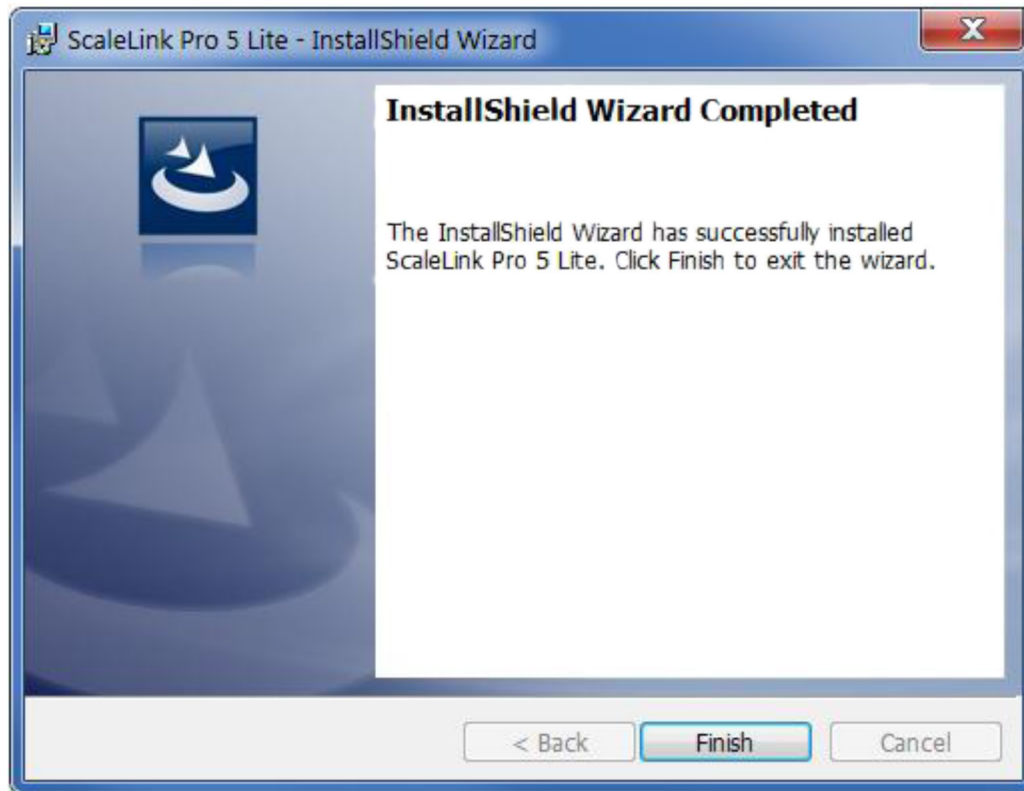 ScaleLink Pro 5 Lite - InstallShield Wizard
X
InstallShield Wizard Completed
The InstallShield Wizard has successfully installed
ScaleLink Pro 5 Lite. Click Finish to exit the wizard.
< Back
Finish
Cancel